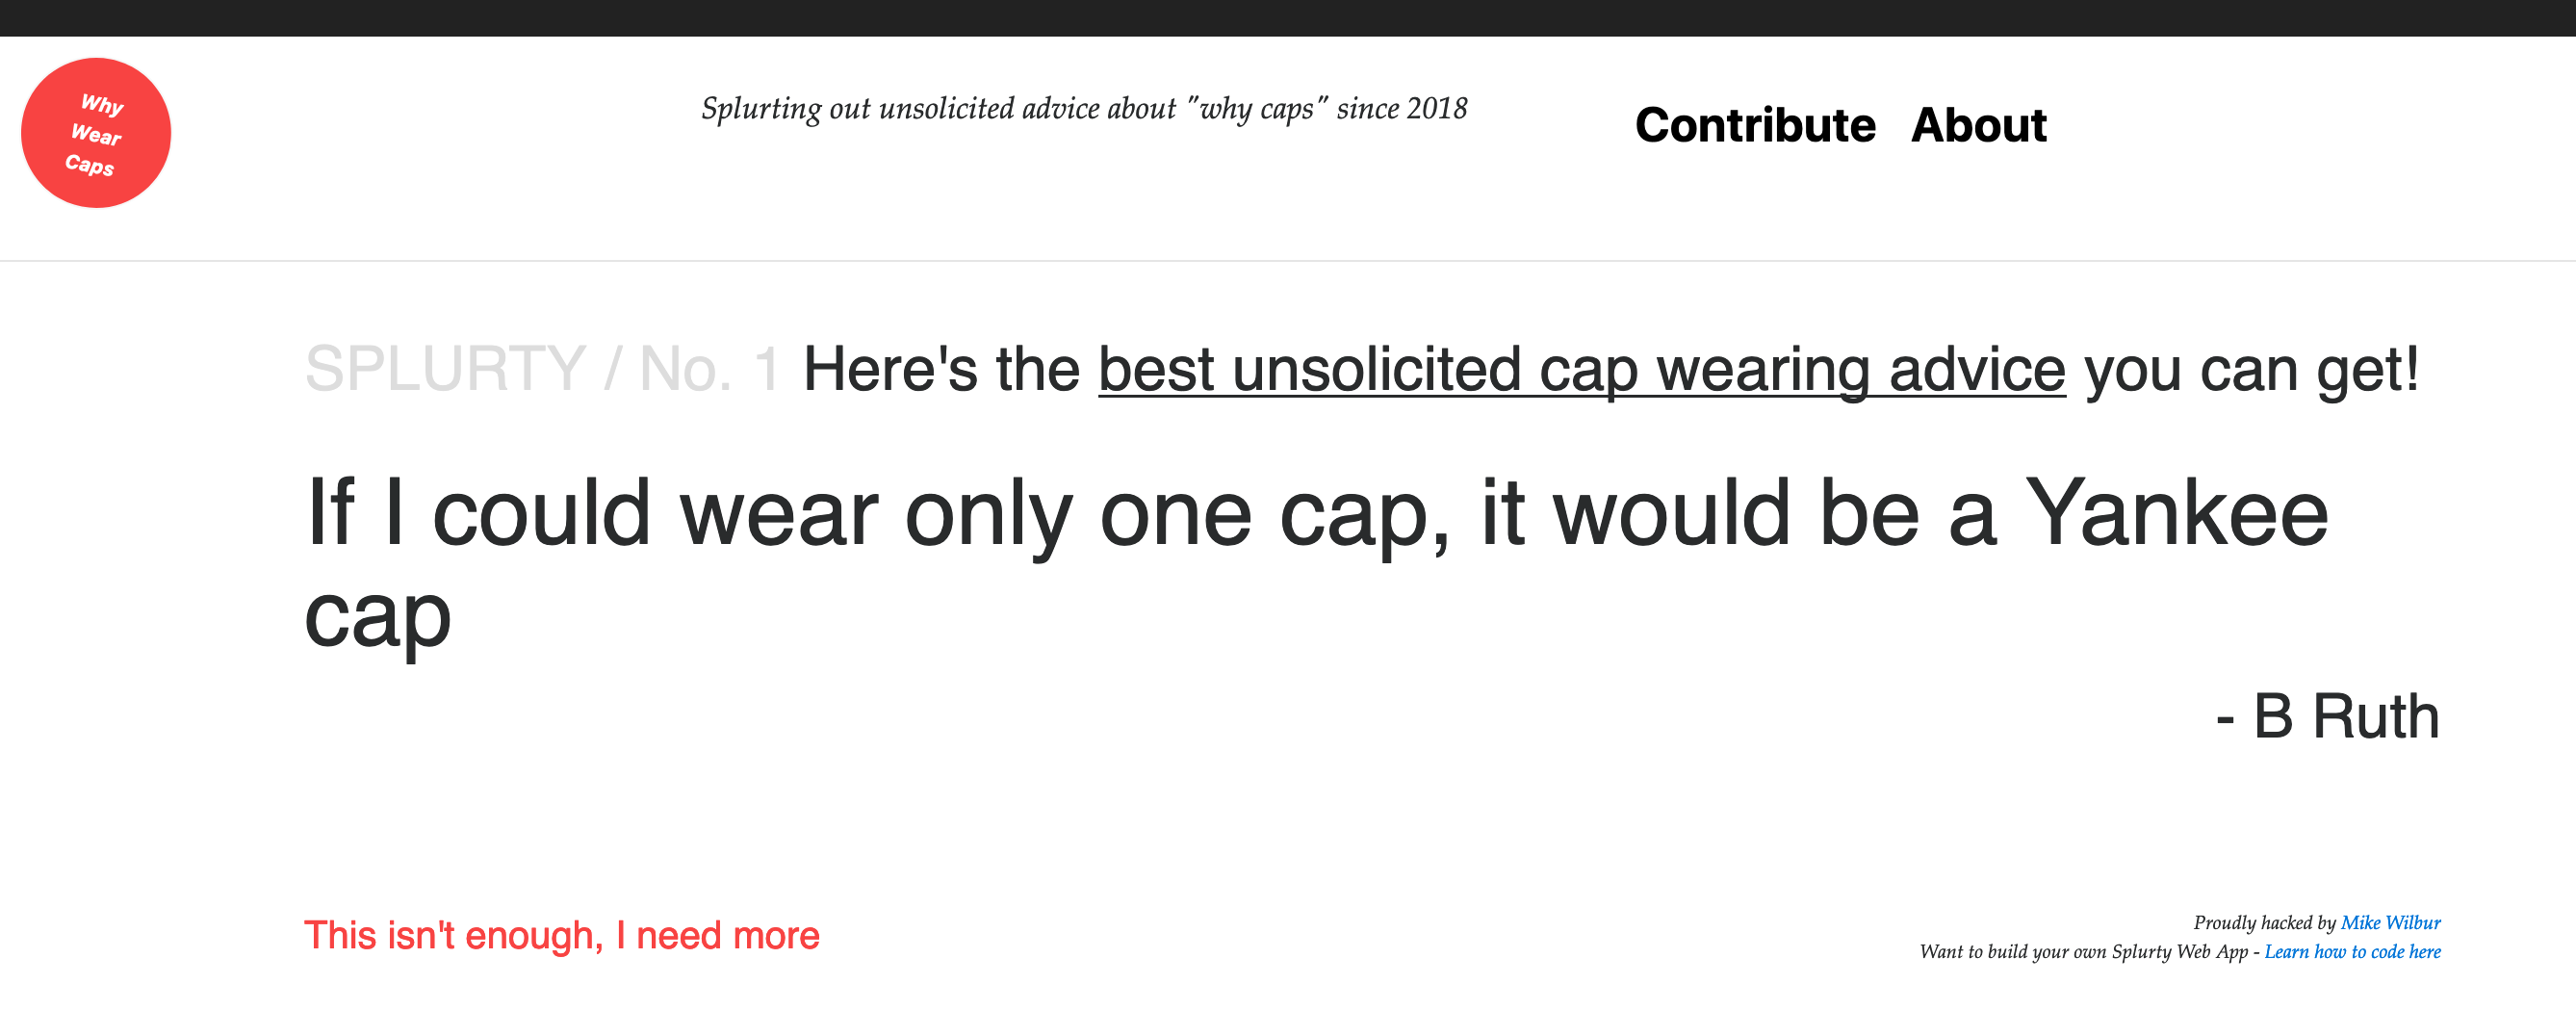 Why
Wear
Caps
Splurting out unsolicited advice about "why caps" since 2018
Contribute About
SPLURTY / No. 1 Here's the best unsolicited cap wearing advice you can get!
If I could wear only one cap, it would be a Yankee
cap
- B Ruth
This isn't enough, I need more
Proudly hacked by Mike Wilbur
Want to build your own Splurty Web App - Learn how to code here